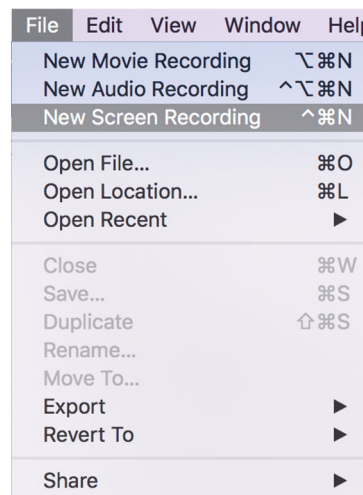 File Edit View Window Help
New Movie Recording ⌥⌘N
New Audio Recording ^⌥⌘N
New Screen Recording ^⌘N
Open File... ⌘O
Open Location... ⌘L
Open Recent ▶
Close ⌘W
Save... ⌘S
Duplicate ⇧⌘S
Rename...
Move To...
Export ▶
Revert To ▶
Share ▶